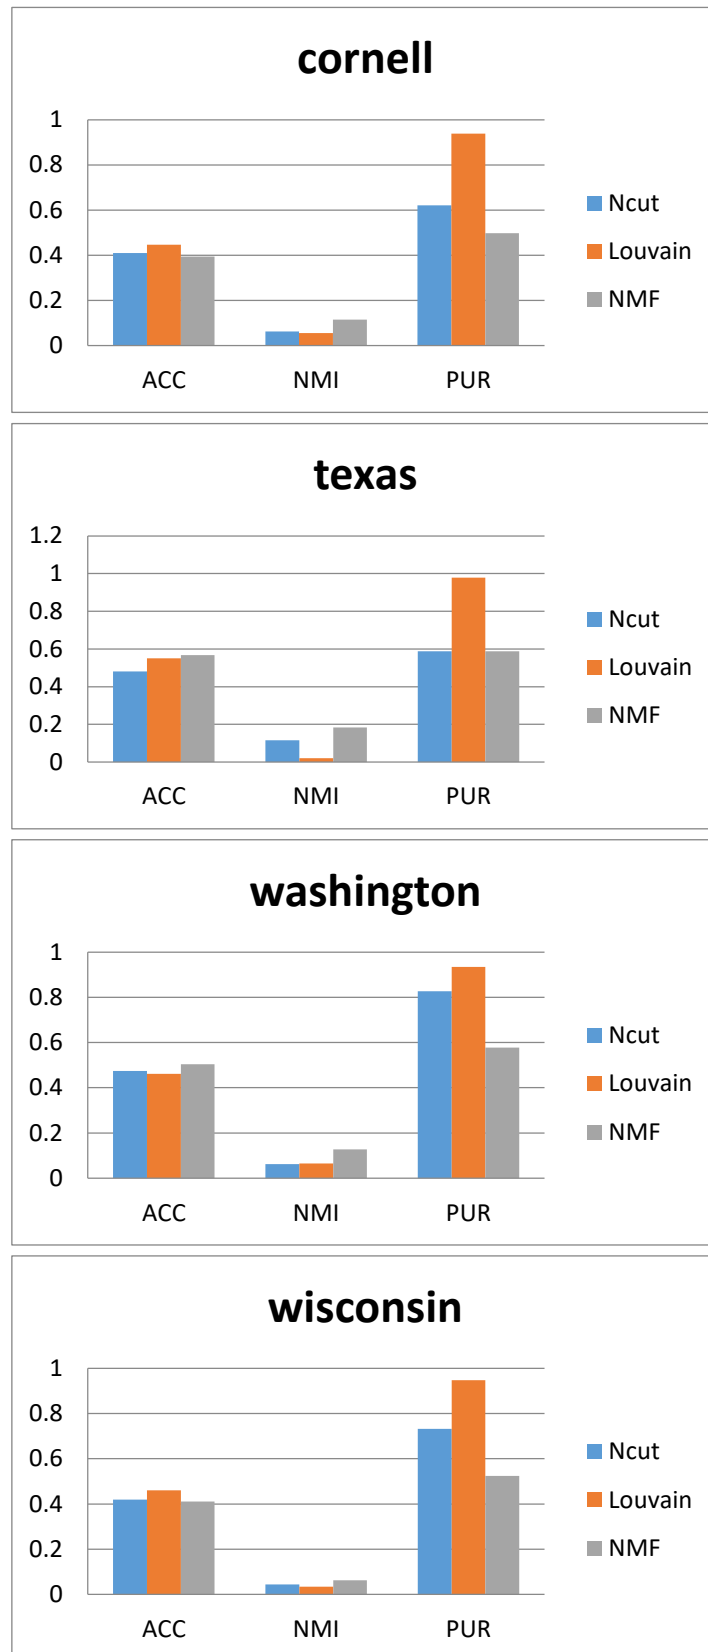 cornell
1
0.8
0.6
0.4
0.2
0
ACC NMI PUR
Ncut
Louvain
NMF
texas
1.2
1
0.8
0.6
0.4
0.2
0
ACC NMI PUR
Ncut
Louvain
NMF
washington
1
0.8
0.6
0.4
0.2
0
ACC NMI PUR
Ncut
Louvain
NMF
wisconsin
1
0.8
0.6
0.4
0.2
0
ACC NMI PUR
Ncut
Louvain
NMF